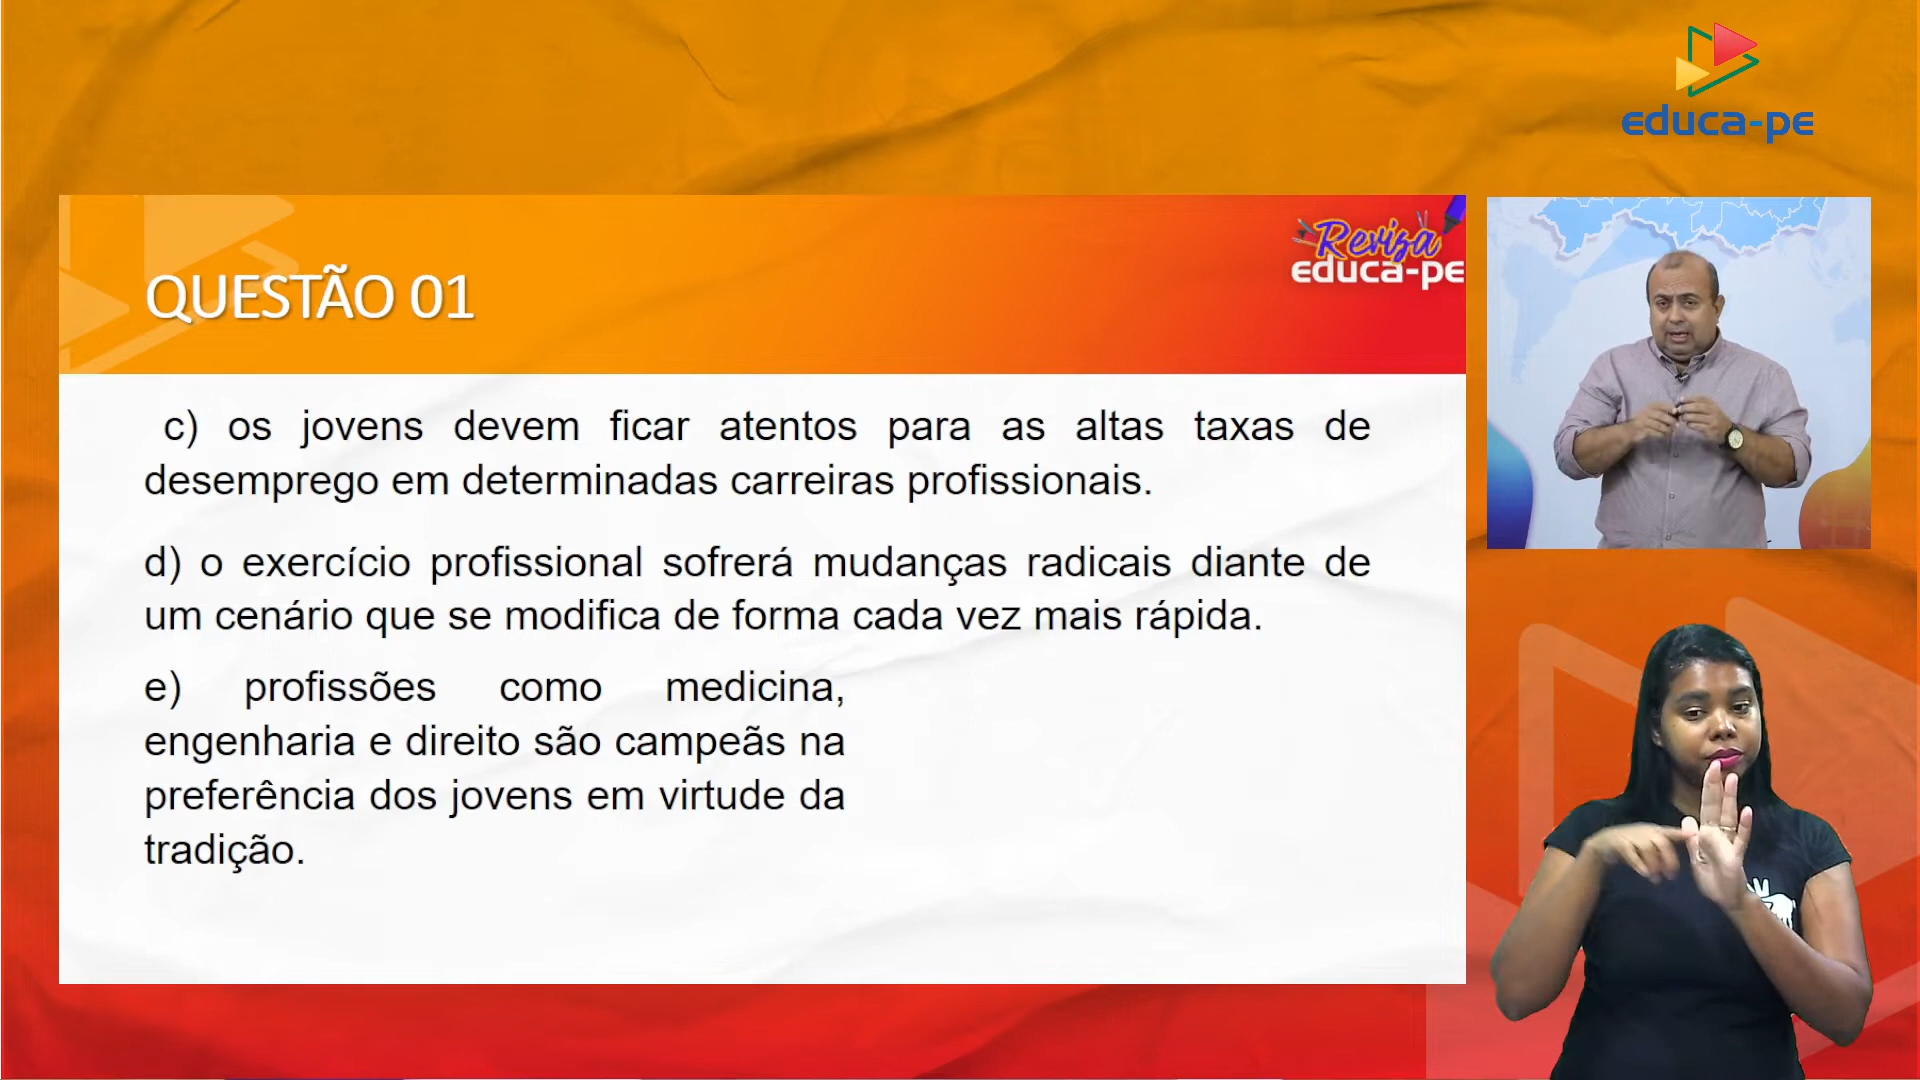 educa-pe
Revisa
educa-pe
QUESTÃO 01
c) os jovens devem ficar atentos para as altas taxas de
desemprego em determinadas carreiras profissionais.
d) o exercício profissional sofrerá mudanças radicais diante de
um cenário que se modifica de forma cada vez mais rápida.
e) profissões como medicina,
engenharia e direito são campeãs na
preferência dos jovens em virtude da
tradição.